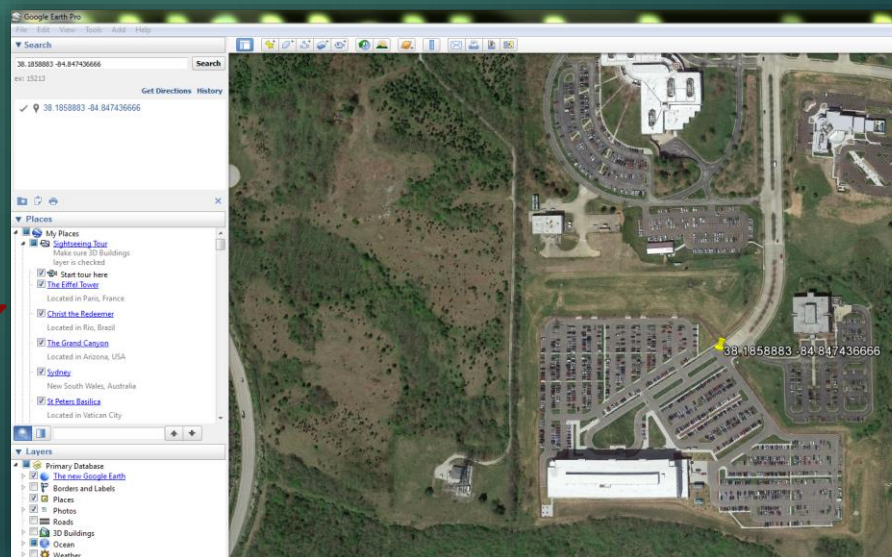 Google Earth Pro
File Edit View Tools Add Help
Search
38.1858883 -84.847436666
Search
ex: 15213
Get Directions History
38.1858883 -84.847436666
Places
My Places
Sightseeing Tour
Make sure 3D Buildings
layer is checked
Start tour here
The Eiffel Tower
Located in Paris, France
Christ the Redeemer
Located in Rio, Brazil
The Grand Canyon
Located in Arizona, USA
Sydney
New South Wales, Australia
St Peters Basilica
Located in Vatican City
Layers
Primary Database
The new Google Earth
Borders and Labels
Places
Photos
Roads
3D Buildings
Ocean
Weather
38.1858883 -84.847436666